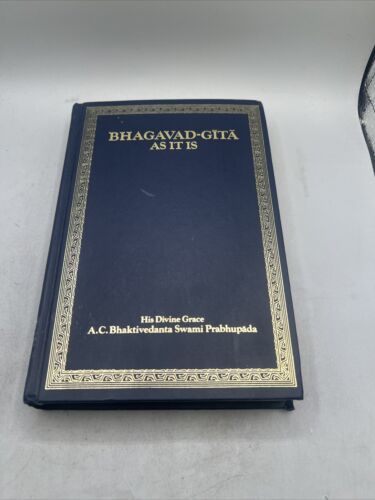 BHAGAVAD-GĪTĀ
AS IT IS
His Divine Grace
A.C. Bhaktivedanta Swami Prabhupāda